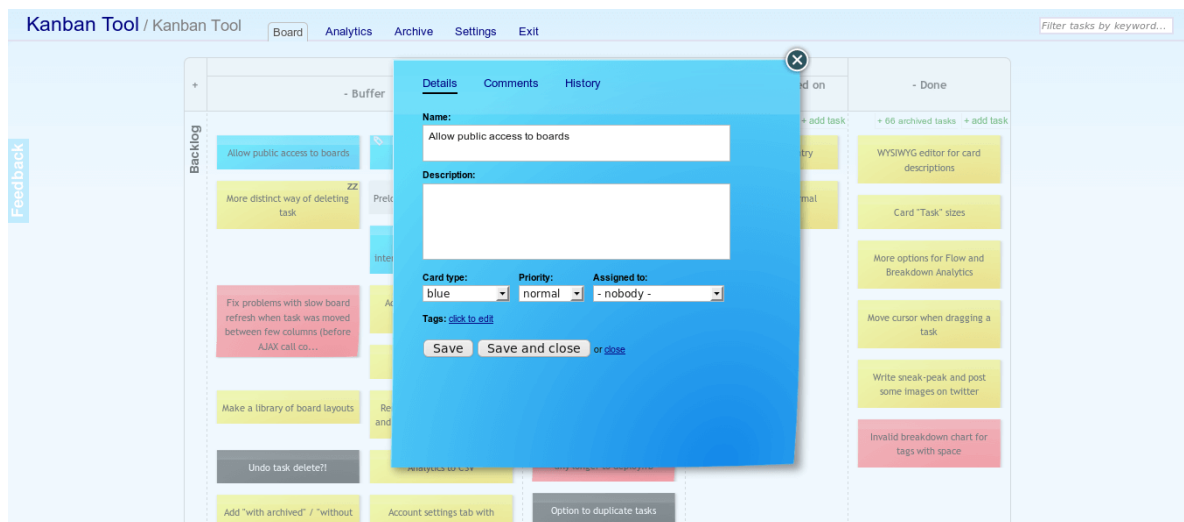 Kanban Tool / Kanban Tool
Board Analytics Archive Settings Exit
Filter tasks by keyword...
Feedback
+
- Buffer
on
- Done
Backlog
+ add task
+ 66 archived tasks + add task
Allow public access to boards
More distinct way of deleting
task
ZZ
Fix problems with slow board
refresh when task was moved
between few columns (before
AJAX call co...
Make a library of board layouts
Undo task delete?!
Add "with archived" / "without
and
Analytics to CSV
Account settings tab with
Option to duplicate tasks
Details Comments History
Name:
Allow public access to boards
Description:
Card type: Priority: Assigned to:
blue normal - nobody -
Tags: click to edit
Save Save and close or close
WYSIWYG editor for card
descriptions
Card "Task" sizes
More options for Flow and
Breakdown Analytics
Move cursor when dragging a
task
Write sneak-peak and post
some images on twitter
Invalid breakdown chart for
tags with space